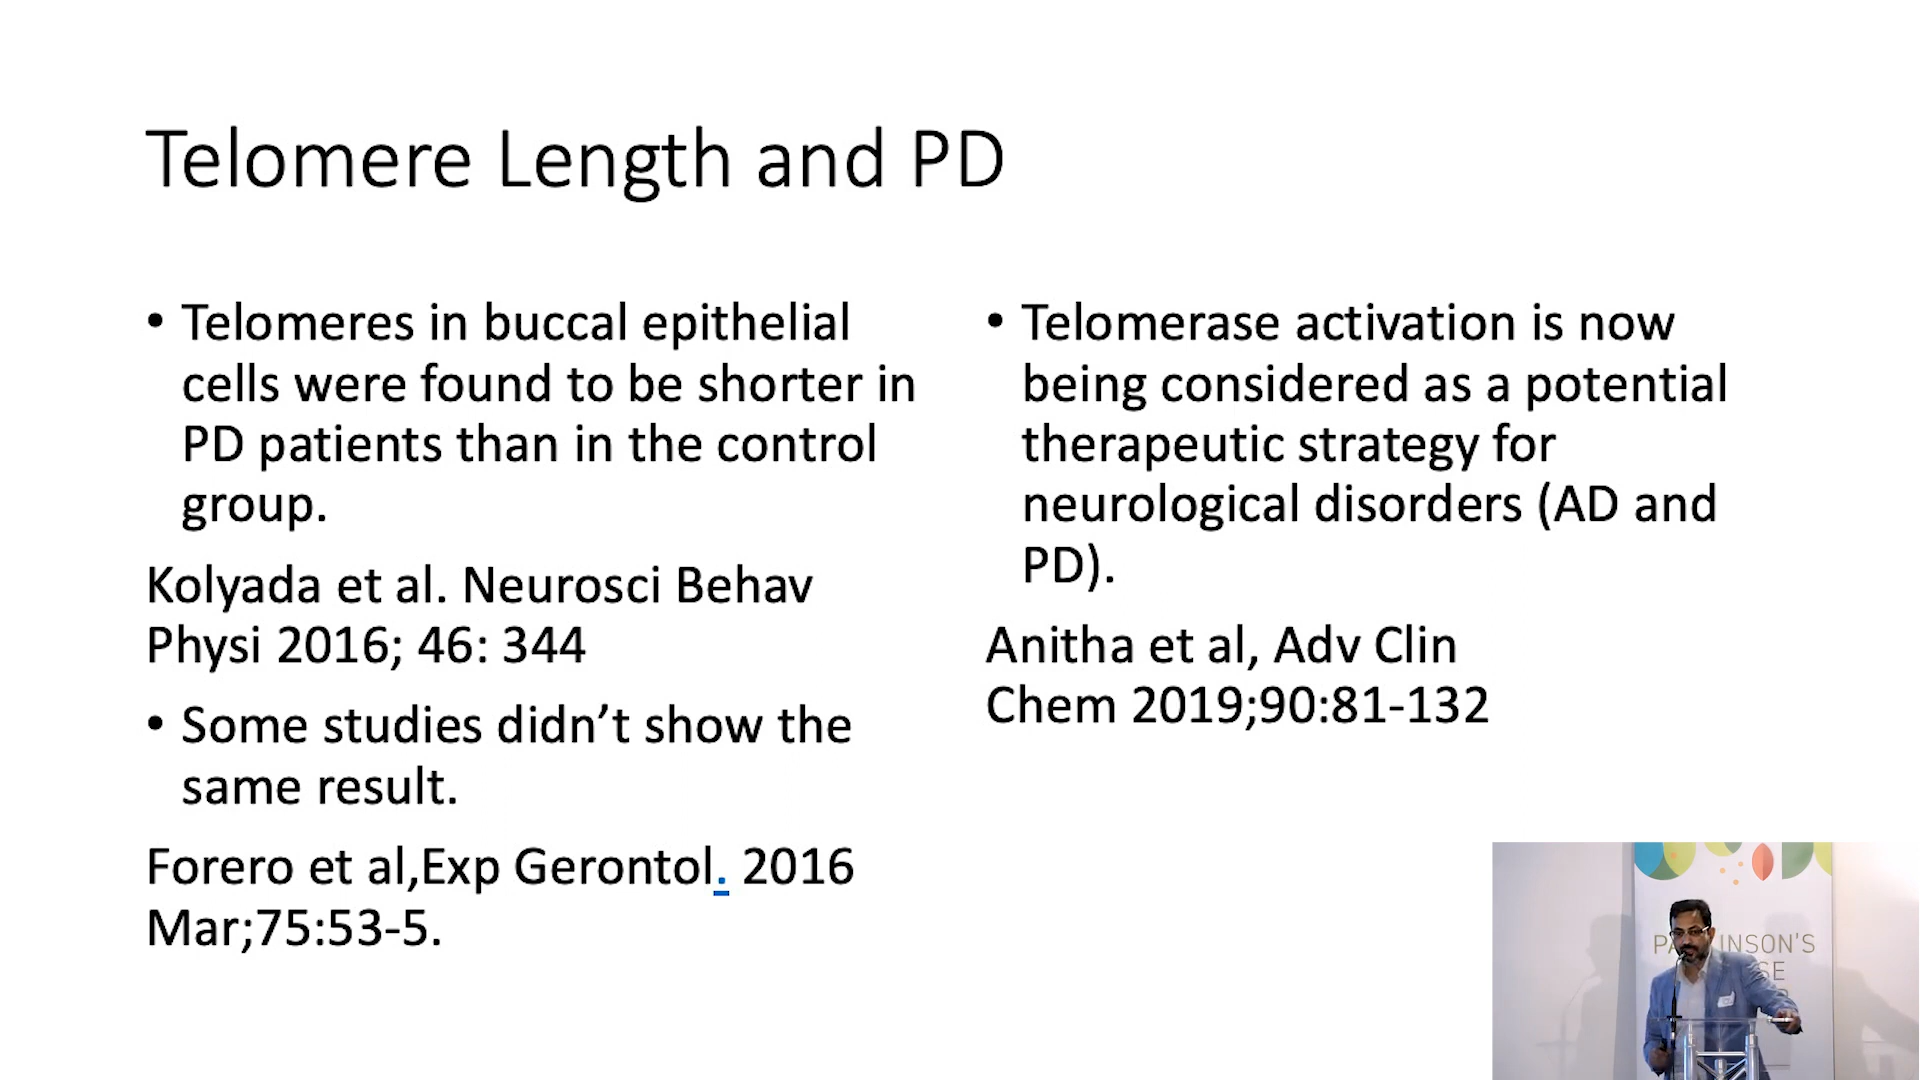 Telomere Length and PD
• Telomeres in buccal epithelial
cells were found to be shorter in
PD patients than in the control
group.
Kolyada et al. Neurosci Behav
Physi 2016; 46: 344
• Some studies didn’t show the
same result.
Forero et al,Exp Gerontol. 2016
Mar;75:53-5.
• Telomerase activation is now
being considered as a potential
therapeutic strategy for
neurological disorders (AD and
PD).
Anitha et al, Adv Clin
Chem 2019;90:81-132